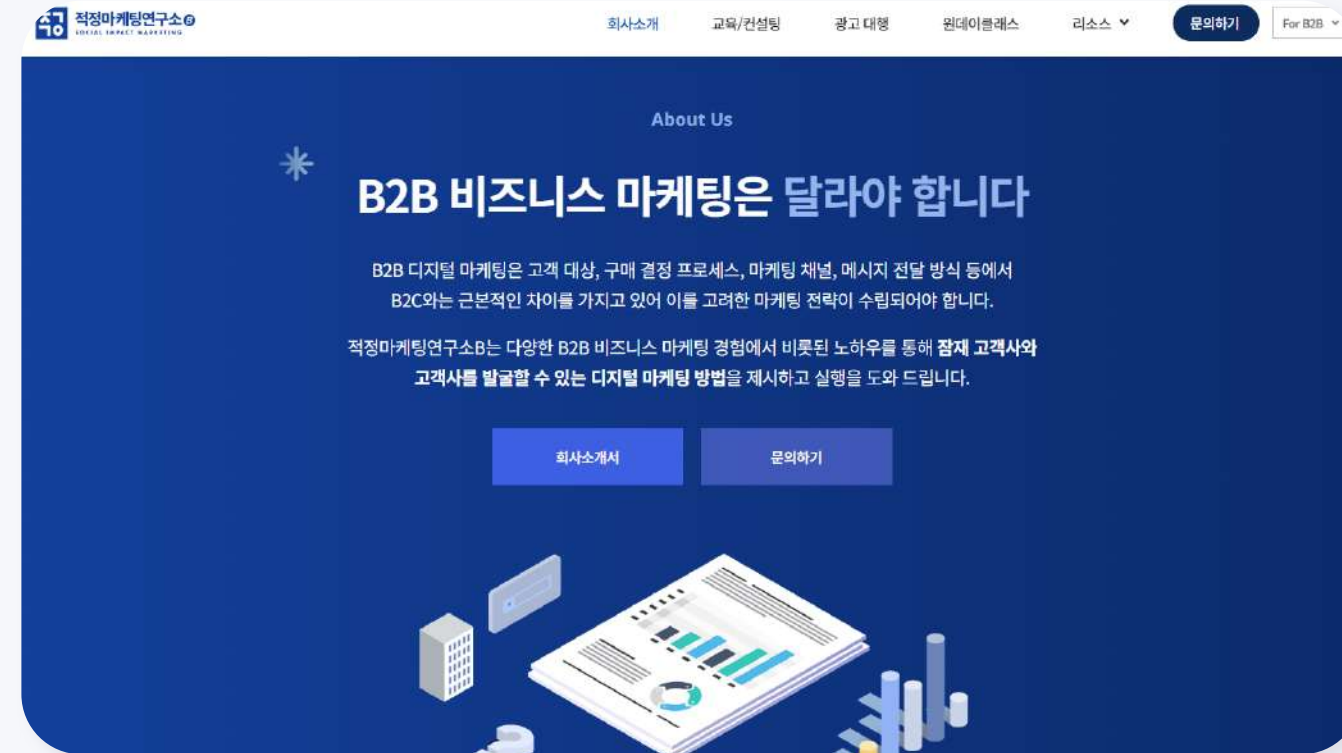 적정마케팅연구소 B
SOCIAL IMPACT MARKETING
회사소개 교육/컨설팅 광고 대행 원데이클래스 리소스 문의하기 For B2B
About Us
B2B 비즈니스 마케팅은 달라야 합니다
B2B 디지털 마케팅은 고객 대상, 구매 결정 프로세스, 마케팅 채널, 메시지 전달 방식 등에서
B2C와는 근본적인 차이를 가지고 있어 이를 고려한 마케팅 전략이 수립되어야 합니다.
적정마케팅연구소B는 다양한 B2B 비즈니스 마케팅 경험에서 비롯된 노하우를 통해 잠재 고객사와
고객사를 발굴할 수 있는 디지털 마케팅 방법을 제시하고 실행을 도와 드립니다.
회사소개서 문의하기